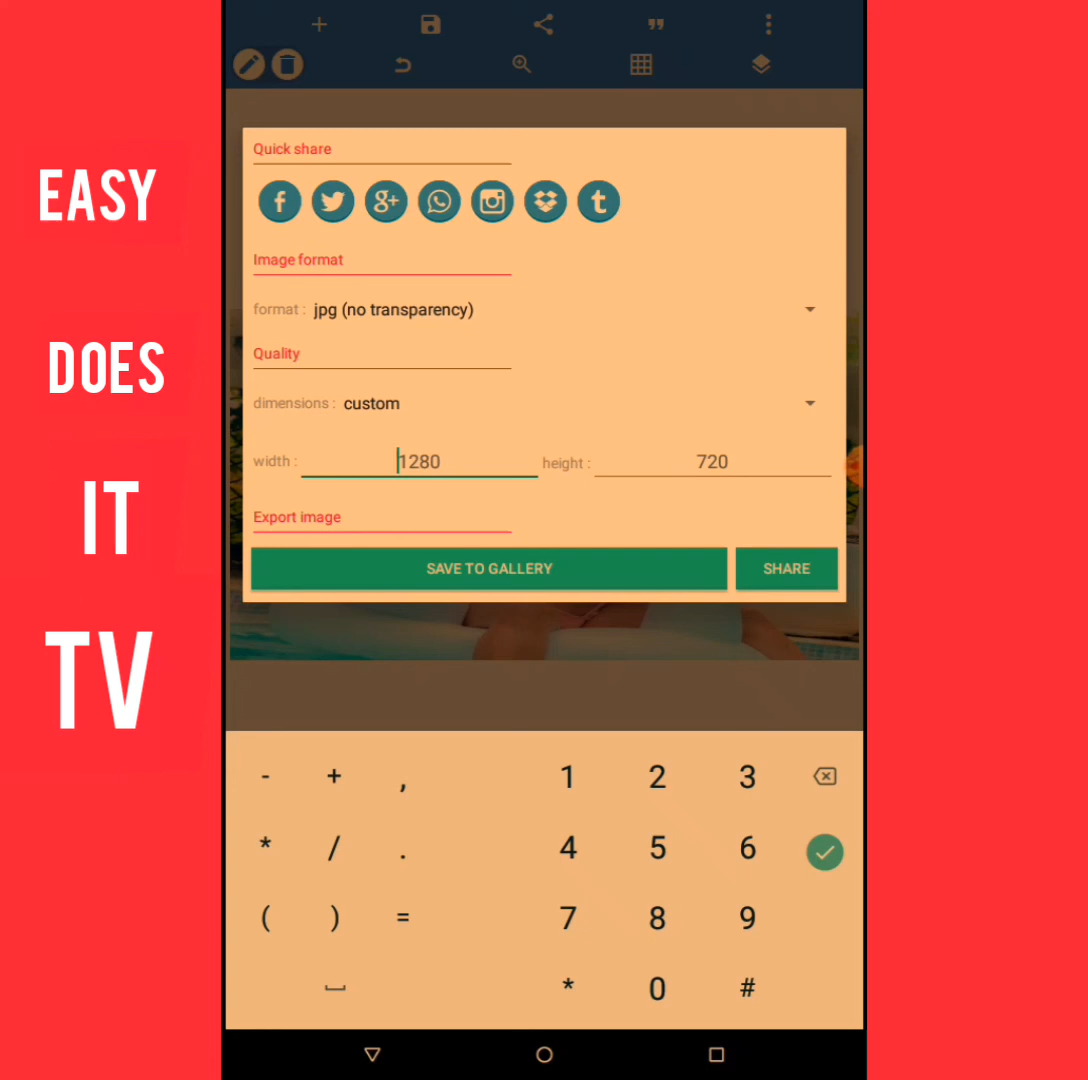 EASY
DOES
IT
TV
Quick share
f g+ t
Image format
format : jpg (no transparency)
Quality
dimensions : custom
width : 1280 height : 720
Export image
SAVE TO GALLERY SHARE
- + , 1 2 3
* / . 4 5 6
( ) = 7 8 9
* 0 #